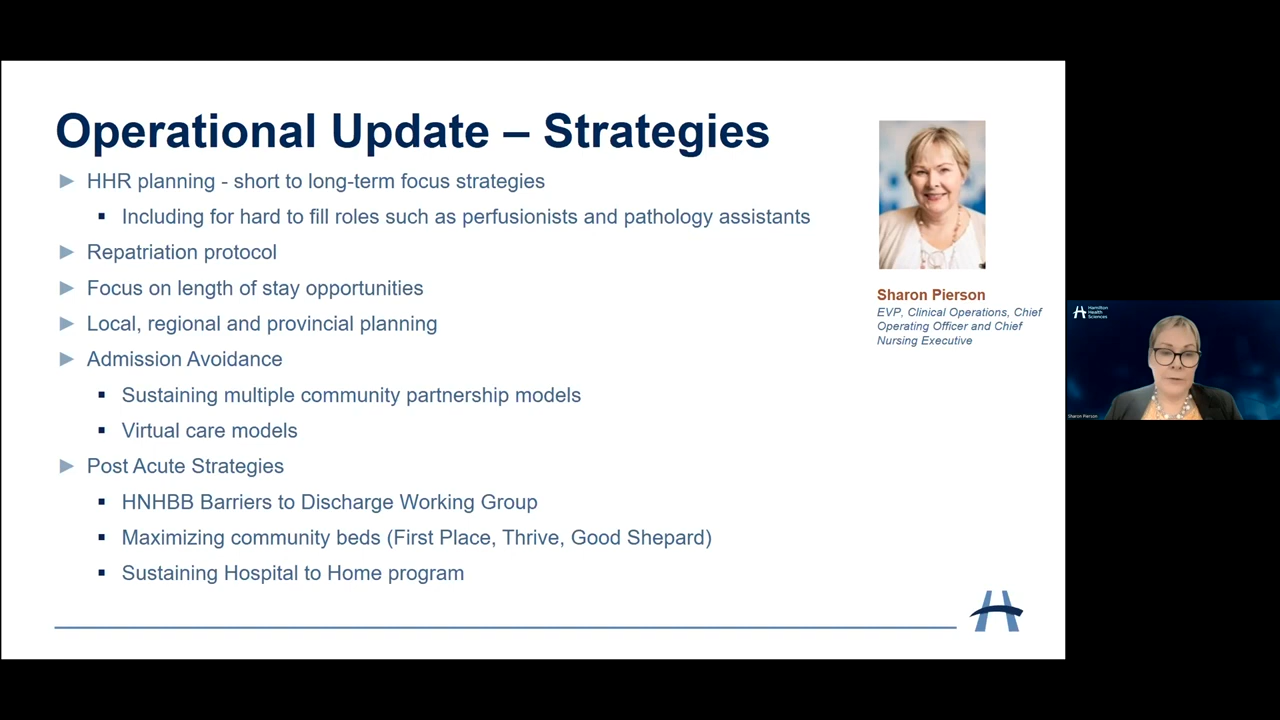 Operational Update – Strategies
► HHR planning - short to long-term focus strategies
▪ Including for hard to fill roles such as perfusionists and pathology assistants
► Repatriation protocol
► Focus on length of stay opportunities
► Local, regional and provincial planning
► Admission Avoidance
▪ Sustaining multiple community partnership models
▪ Virtual care models
► Post Acute Strategies
▪ HNHBB Barriers to Discharge Working Group
▪ Maximizing community beds (First Place, Thrive, Good Shepard)
▪ Sustaining Hospital to Home program
Sharon Pierson
EVP, Clinical Operations, Chief
Operating Officer and Chief
Nursing Executive
Hamilton
Health
Sciences
Sharon Pierson